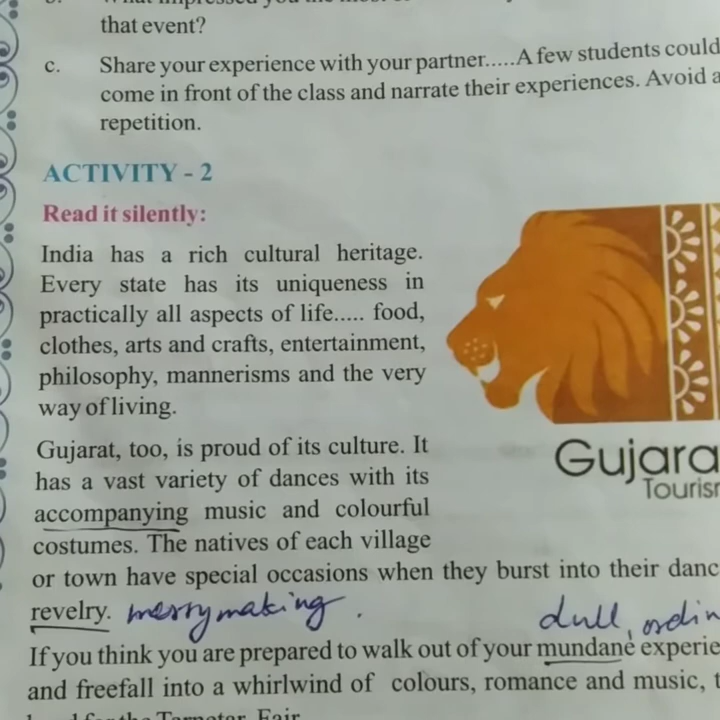 that event?
c. Share your experience with your partner.....A few students could
come in front of the class and narrate their experiences. Avoid a
repetition.
ACTIVITY - 2
Read it silently:
India has a rich cultural heritage.
Every state has its uniqueness in
practically all aspects of life..... food,
clothes, arts and crafts, entertainment,
philosophy, mannerisms and the very
way of living.
Gujarat, too, is proud of its culture. It
has a vast variety of dances with its
accompanying music and colourful
costumes. The natives of each village
or town have special occasions when they burst into their danc
revelry. merrymaking.
dull, ordin
If you think you are prepared to walk out of your mundane experie
and freefall into a whirlwind of colours, romance and music, t
Gujara
Touris